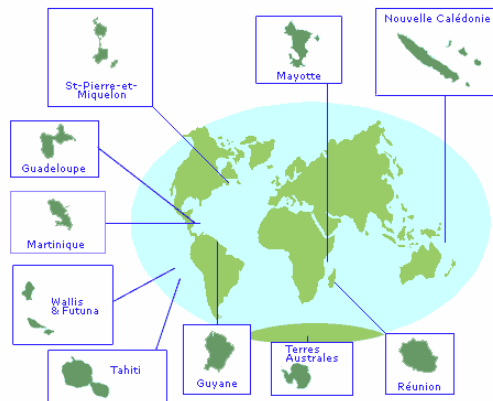 Nouvelle Calédonie
St-Pierre-et-
Miquelon
Mayotte
Guadeloupe
Martinique
Wallis
& Futuna
Tahiti
Guyane
Terres
Australes
Réunion